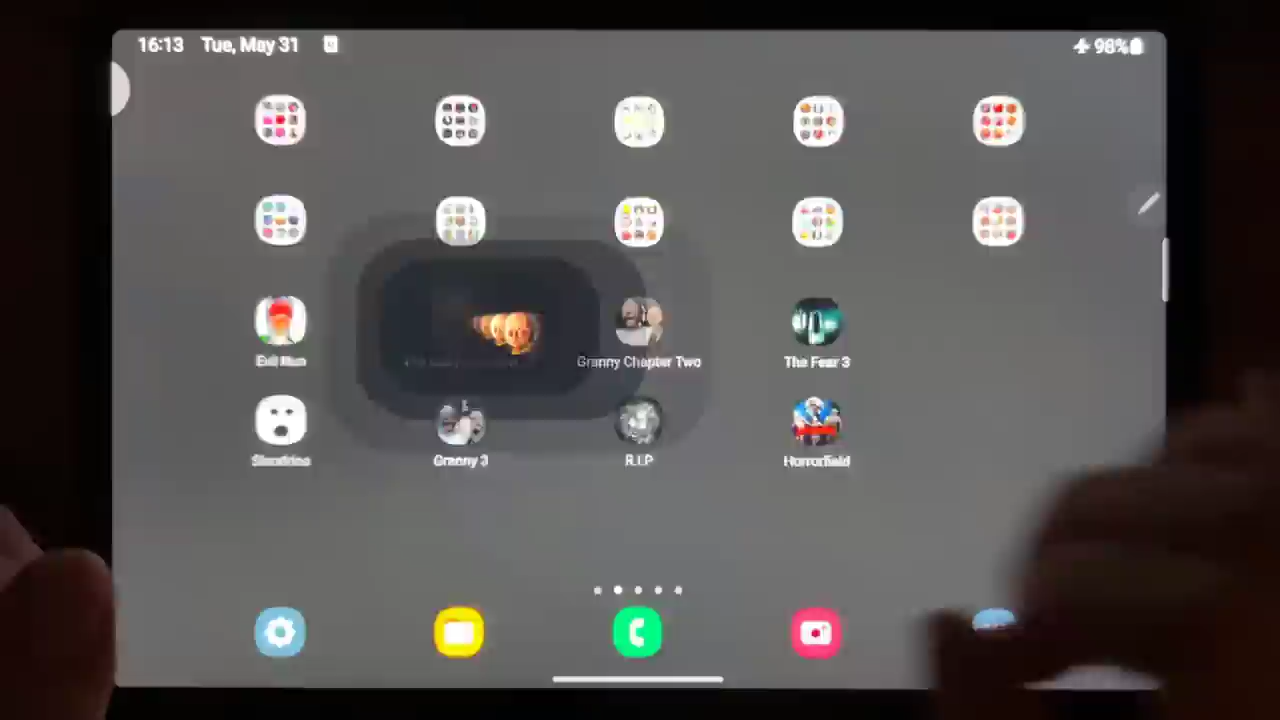 16:13 Tue, May 31
98%
Evil Nun
Granny Chapter Two
The Fear 3
Slendrina
Granny 3
R.I.P
Horrorfield